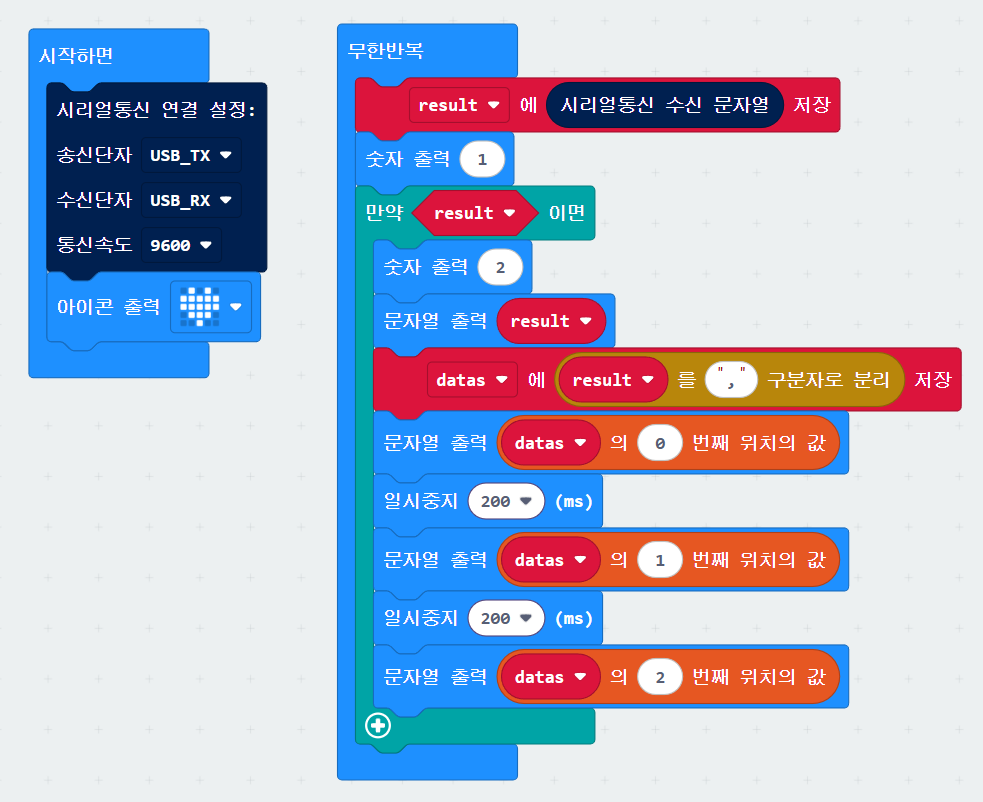 시작하면
시리얼통신 연결 설정:
송신단자 USB_TX
수신단자 USB_RX
통신속도 9600
아이콘 출력
무한반복
result 에 시리얼통신 수신 문자열 저장
숫자 출력 1
만약 result 이면
숫자 출력 2
문자열 출력 result
datas 에 result 를 "," 구분자로 분리 저장
문자열 출력 datas 의 0 번째 위치의 값
일시중지 200 (ms)
문자열 출력 datas 의 1 번째 위치의 값
일시중지 200 (ms)
문자열 출력 datas 의 2 번째 위치의 값